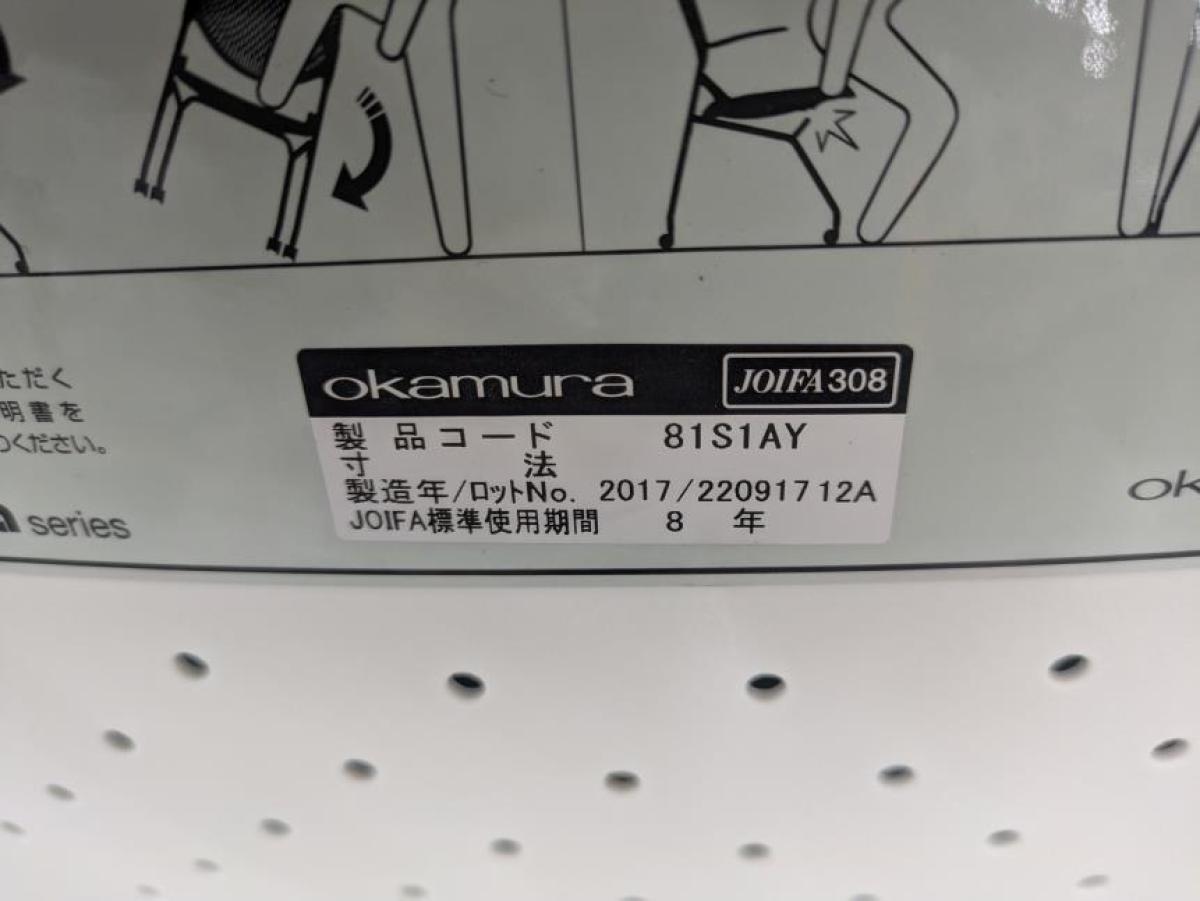 okamura JOIFA308
製品コード 81S1AY
寸法
製造年/ロットNo. 2017/22091712A
JOIFA標準使用期間 8 年
ただく
明書を
ください。
series
ok